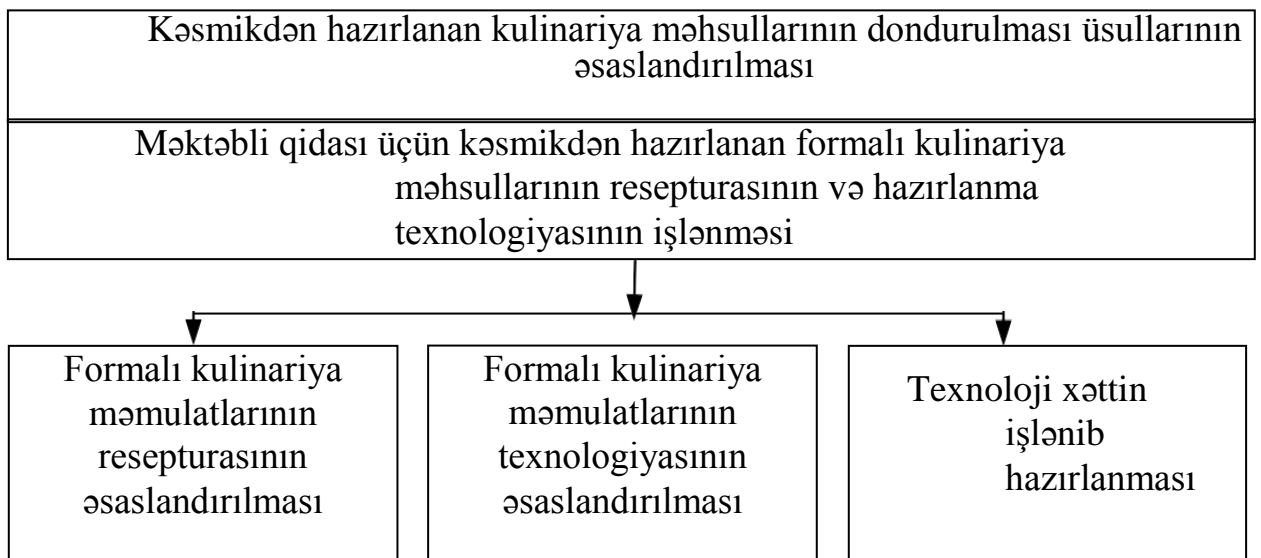 Kəsmikdən hazırlanan kulinariya məhsullarının dondurulması üsullarının
əsaslandırılması
Məktəbli qidası üçün kəsmikdən hazırlanan formalı kulinariya
məhsullarının resepturasının və hazırlanma
texnologiyasının işlənməsi
Formalı kulinariya
məmulatlarının
resepturasının
əsaslandırılması
Formalı kulinariya
məmulatlarının
texnologiyasının
əsaslandırılması
Texnoloji xəttin
işlənib
hazırlanması